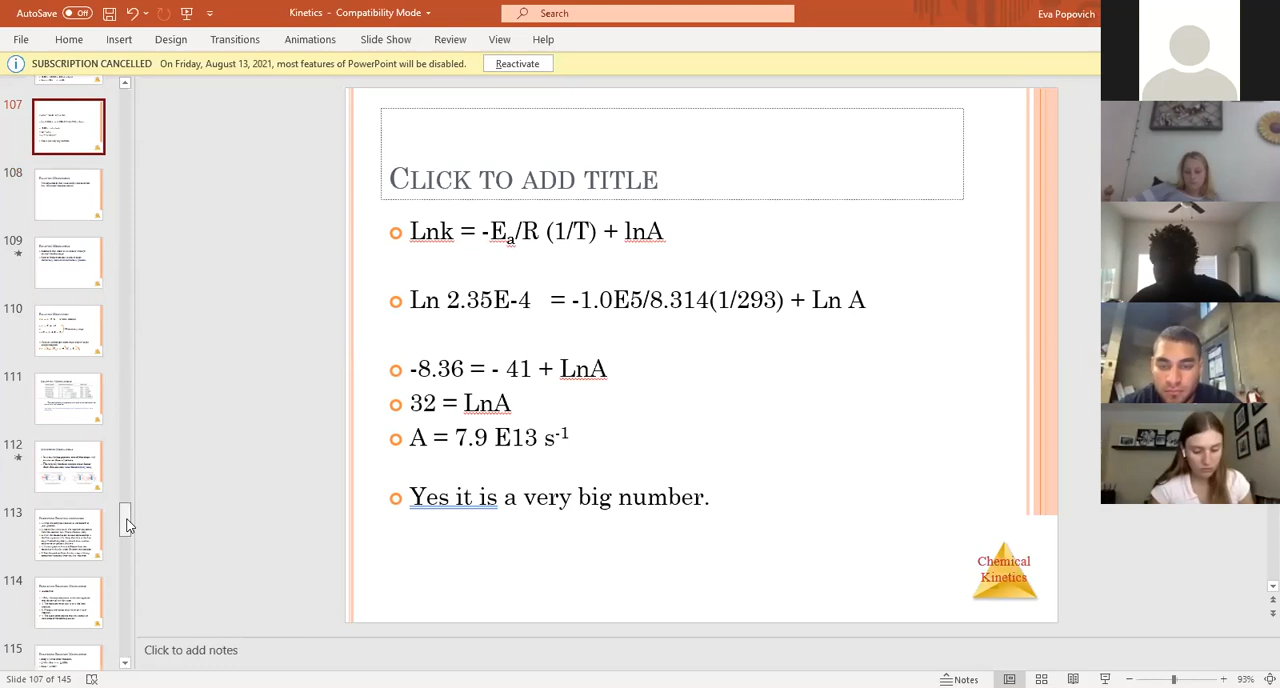 AutoSave Off Kinetics - Compatibility Mode Search Eva Popovich
File Home Insert Design Transitions Animations Slide Show Review View Help
SUBSCRIPTION CANCELLED On Friday, August 13, 2021, most features of PowerPoint will be disabled. Reactivate
107
108
109
110
111
112
113
114
115
CLICK TO ADD TITLE
Lnk = -Eₐ/R (1/T) + lnA
Ln 2.35E-4 = -1.0E5/8.314(1/293) + Ln A
-8.36 = - 41 + LnA
32 = LnA
A = 7.9 E13 s⁻¹
Yes it is a very big number.
Chemical
Kinetics
Click to add notes
Slide 107 of 145 Notes 93%